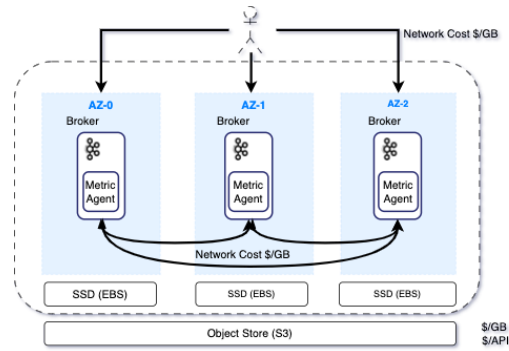 Network Cost $/GB
AZ-0
AZ-1
AZ-2
Broker
Broker
Broker
Metric
Agent
Metric
Agent
Metric
Agent
Network Cost $/GB
SSD (EBS)
SSD (EBS)
SSD (EBS)
Object Store (S3)
$/GB
$/API